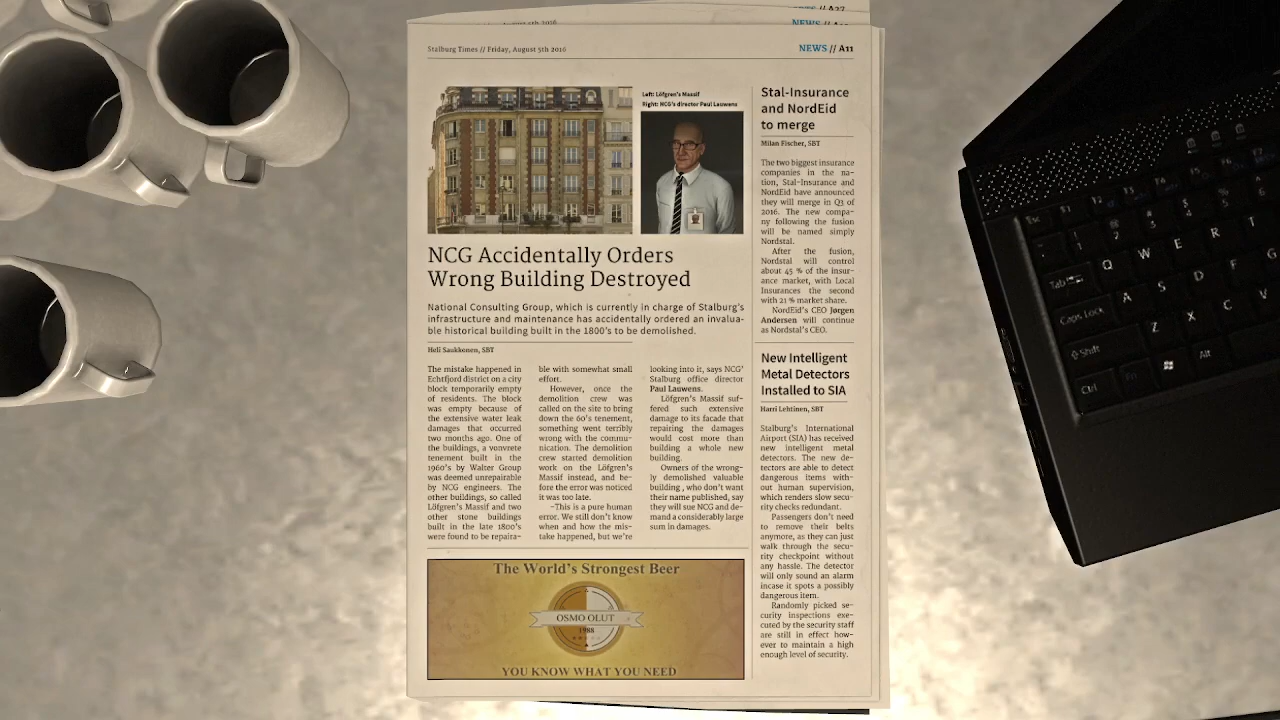 Stalburg Times // Friday, August 5th 2016
NEWS // A11
Left: Löfgren's Massif
Right: NCG's director Paul Lauwens
NCG Accidentally Orders
Wrong Building Destroyed
National Consulting Group, which is currently in charge of Stalburg's
infrastructure and maintenance has accidentally ordered an invalua-
ble historical building built in the 1800's to be demolished.
Heli Saukkonen, SBT
The mistake happened in
Echtfjord district on a city
block temporarily empty
of residents. The block
was empty because of
the extensive water leak
damages that occurred
two months ago. One of
the buildings, a vonvrete
tenement built in the
1960's by Walter Group
was deemed unrepairable
by NCG engineers. The
other buildings, so called
Löfgren's Massif and two
other stone buildings
built in the late 1800's
were found to be repaira-
ble with somewhat small
effort.
However, once the
demolition crew was
called on the site to bring
down the 60's tenement,
something went terribly
wrong with the commu-
nication. The demolition
crew started demolition
work on the Löfgren's
Massif instead, and be-
fore the error was noticed
it was too late.
–This is a pure human
error. We still don't know
when and how the mis-
take happened, but we're
looking into it, says NCG'
Stalburg office director
Paul Lauwens.
Löfgren's Massif suf-
fered such extensive
damage to its facade that
repairing the damages
would cost more than
building a whole new
building.
Owners of the wrong-
ly demolished valuable
building , who don't want
their name published, say
they will sue NCG and de-
mand a considerably large
sum in damages.
The World's Strongest Beer
OSMO OLUT
1988
YOU KNOW WHAT YOU NEED
Stal-Insurance
and NordEid
to merge
Milan Fischer, SBT
The two biggest insurance
companies in the na-
tion, Stal-Insurance and
NordEid have announced
they will merge in Q3 of
2016. The new compa-
ny following the fusion
will be named simply
Nordstal.
After the fusion,
Nordstal will control
about 45 % of the insur-
ance market, with Local
Insurances the second
with 21 % market share.
NordEid's CEO Jørgen
Andersen will continue
as Nordstal's CEO.
New Intelligent
Metal Detectors
Installed to SIA
Harri Lehtinen, SBT
Stalburg's International
Airport (SIA) has received
new intelligent metal
detectors. The new de-
tectors are able to detect
dangerous items with-
out human supervision,
which renders slow secu-
rity checks redundant.
Passengers don't need
to remove their belts
anymore, as they can just
walk through the secu-
rity checkpoint without
any hassle. The detector
will only sound an alarm
incase it spots a possibly
dangerous item.
Randomly picked se-
curity inspections exe-
cuted by the security staff
are still in effect how-
ever to maintain a high
enough level of security.
Esc F1 F2 F3 F4
1 2 3 4 5
Tab Q W E R T
Caps Lock A S D F G
Shift Z X C V
Ctrl Fn Alt